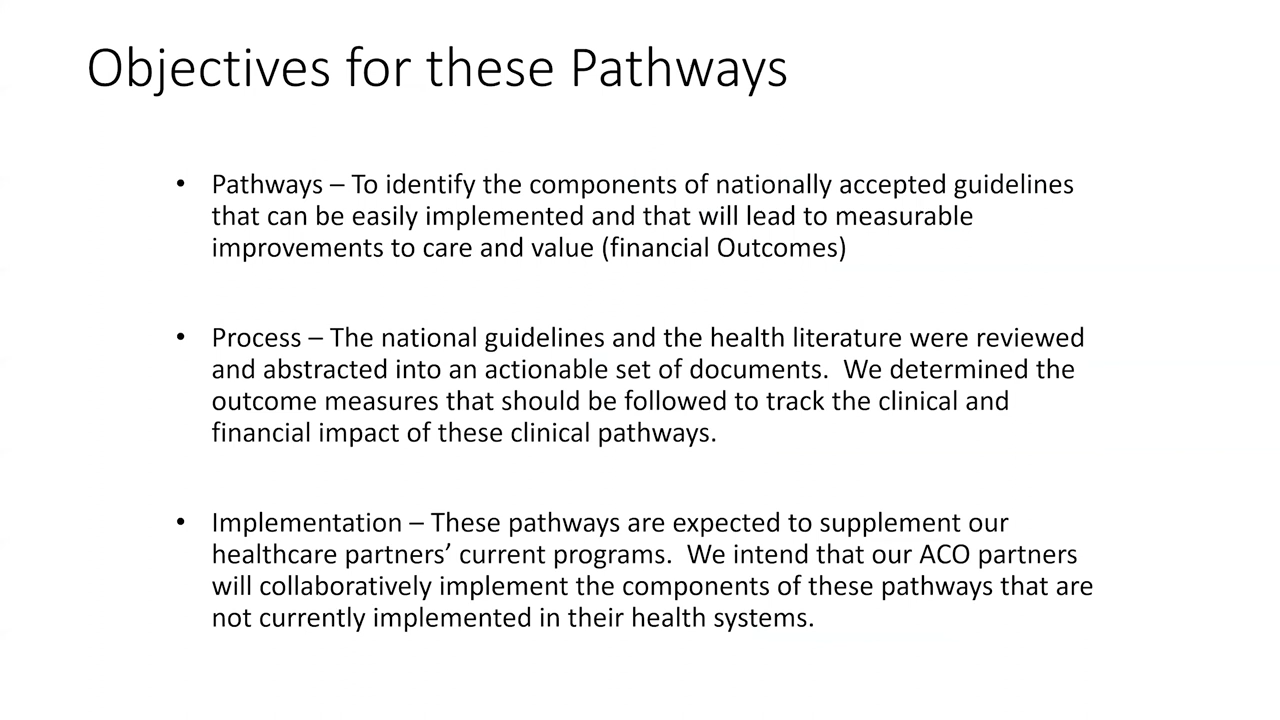 Objectives for these Pathways
• Pathways – To identify the components of nationally accepted guidelines
that can be easily implemented and that will lead to measurable
improvements to care and value (financial Outcomes)
• Process – The national guidelines and the health literature were reviewed
and abstracted into an actionable set of documents.  We determined the
outcome measures that should be followed to track the clinical and
financial impact of these clinical pathways.
• Implementation – These pathways are expected to supplement our
healthcare partners’ current programs.  We intend that our ACO partners
will collaboratively implement the components of these pathways that are
not currently implemented in their health systems.